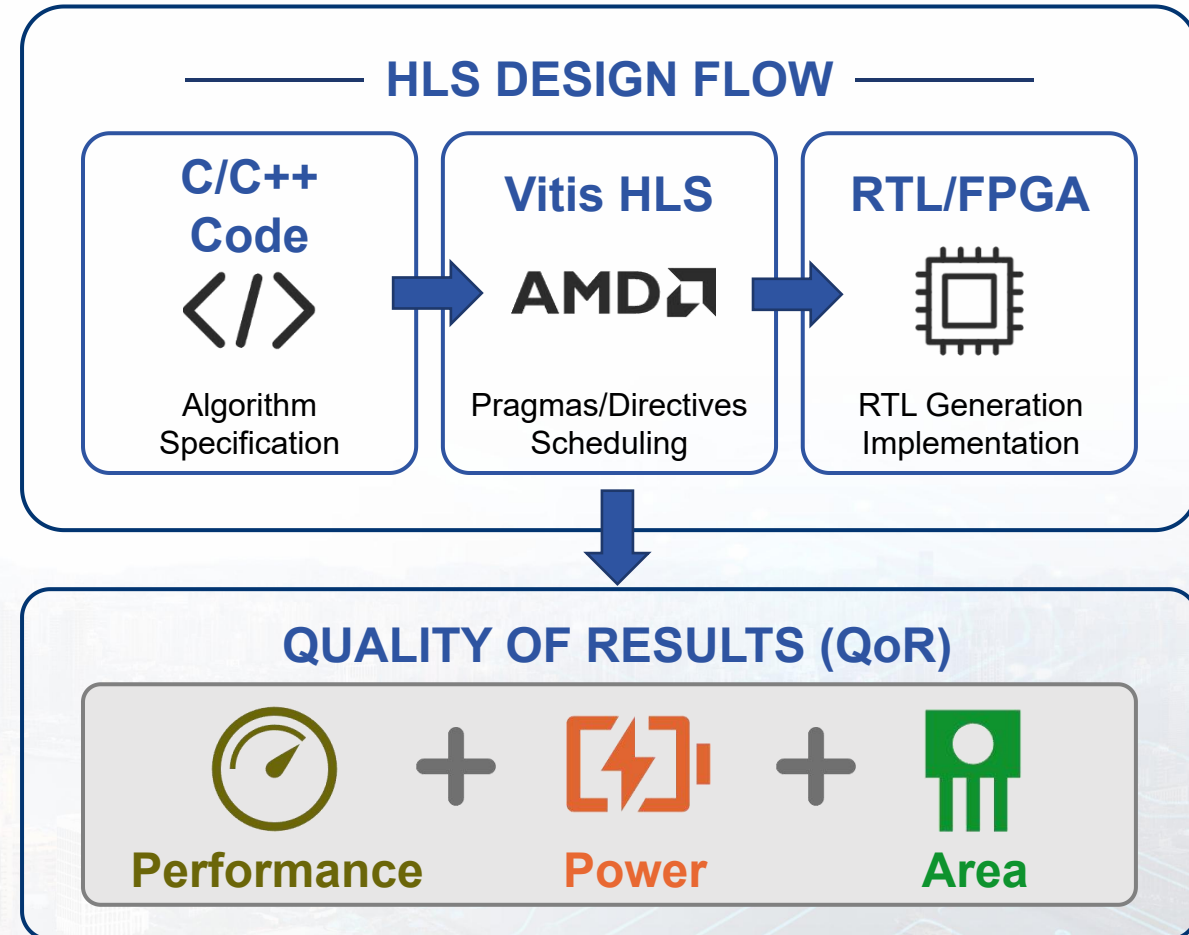 HLS DESIGN FLOW
C/C++
Code
</>
Algorithm
Specification
Vitis HLS
AMD
Pragmas/Directives
Scheduling
RTL/FPGA
RTL Generation
Implementation
QUALITY OF RESULTS (QoR)
Performance
Power
Area